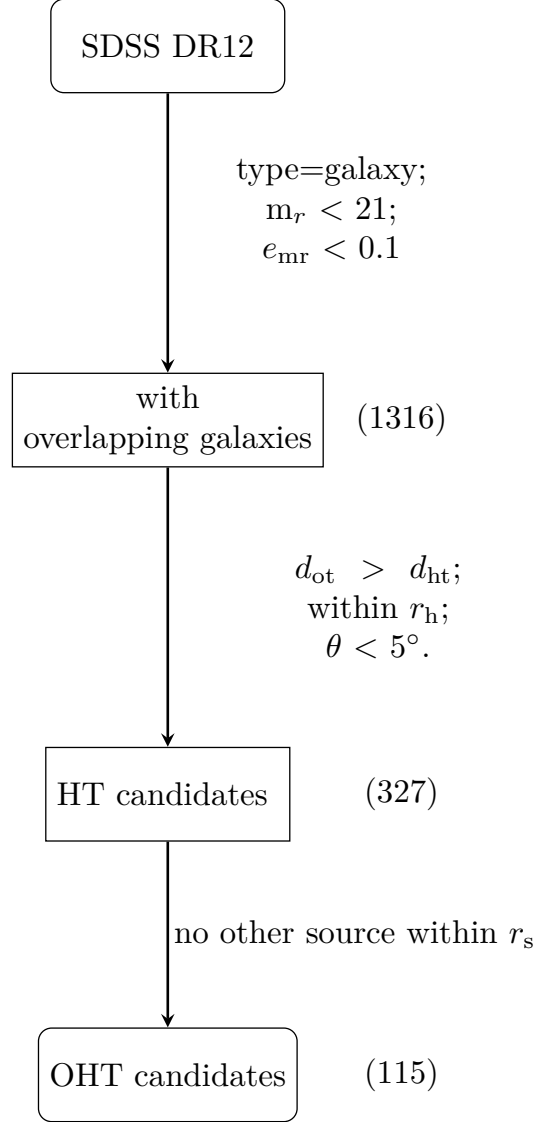 SDSS DR12
type=galaxy;
m_r < 21;
e_mr < 0.1
with
overlapping galaxies
(1316)
d_ot > d_ht;
within r_h;
θ < 5°.
HT candidates
(327)
no other source within r_s
OHT candidates
(115)